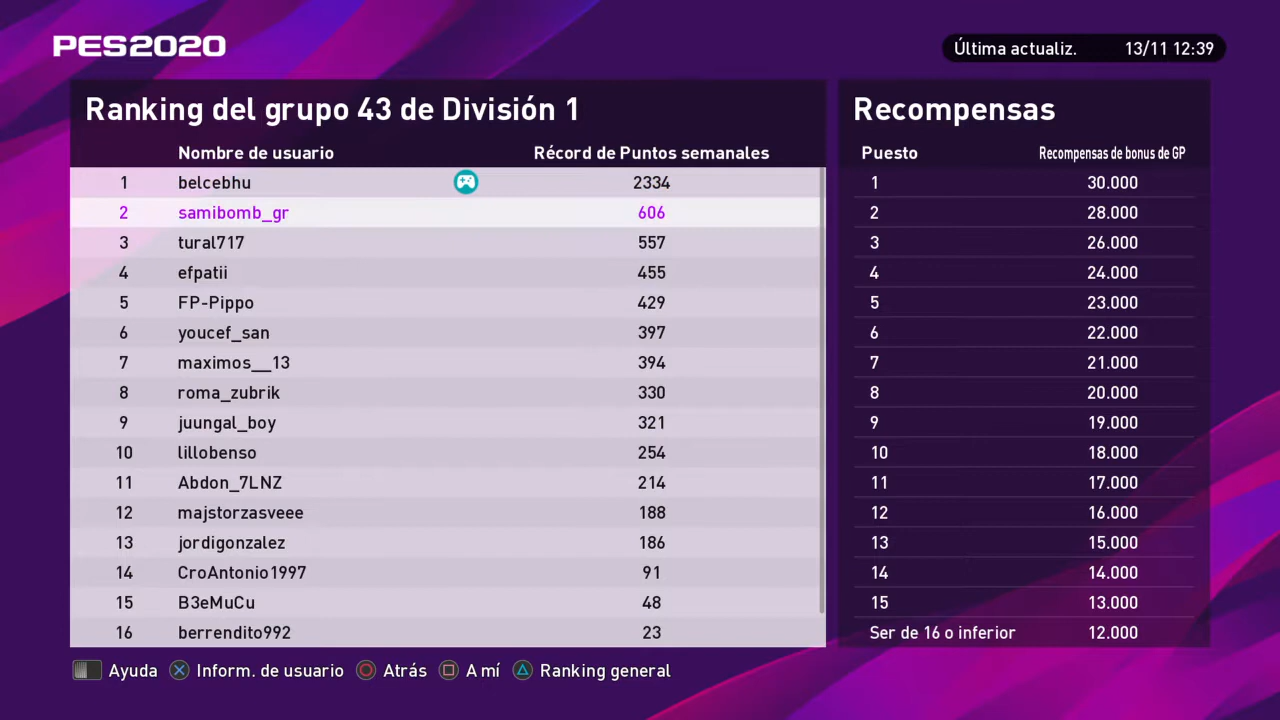 PES2020
Última actualiz. 13/11 12:39
Ranking del grupo 43 de División 1
Nombre de usuario Récord de Puntos semanales
1 belcebhu 2334
2 samibomb_gr 606
3 tural717 557
4 efpatii 455
5 FP-Pippo 429
6 youcef_san 397
7 maximos__13 394
8 roma_zubrik 330
9 juungal_boy 321
10 lillobenso 254
11 Abdon_7LNZ 214
12 majstorzasveee 188
13 jordigonzalez 186
14 CroAntonio1997 91
15 B3eMuCu 48
16 berrendito992 23
Recompensas
Puesto Recompensas de bonus de GP
1 30.000
2 28.000
3 26.000
4 24.000
5 23.000
6 22.000
7 21.000
8 20.000
9 19.000
10 18.000
11 17.000
12 16.000
13 15.000
14 14.000
15 13.000
Ser de 16 o inferior 12.000
Ayuda Inform. de usuario Atrás A mí Ranking general